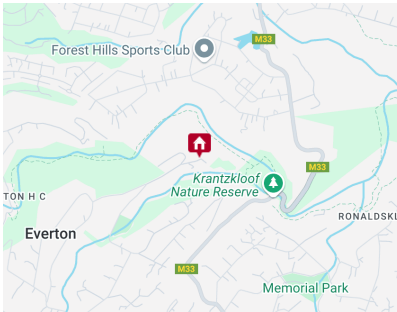 M33
Forest Hills Sports Club
M33
Krantzkloof
Nature Reserve
TON H C
RONALDSKL
Everton
M33
Memorial Park